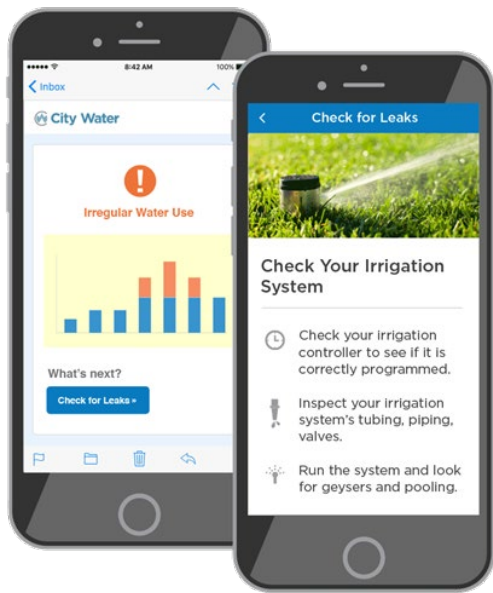 8:42 AM
100%
Inbox
City Water
Irregular Water Use
What's next?
Check for Leaks »
Check for Leaks
Check Your Irrigation
System
Check your irrigation
controller to see if it is
correctly programmed.
Inspect your irrigation
system's tubing, piping,
valves.
Run the system and look
for geysers and pooling.